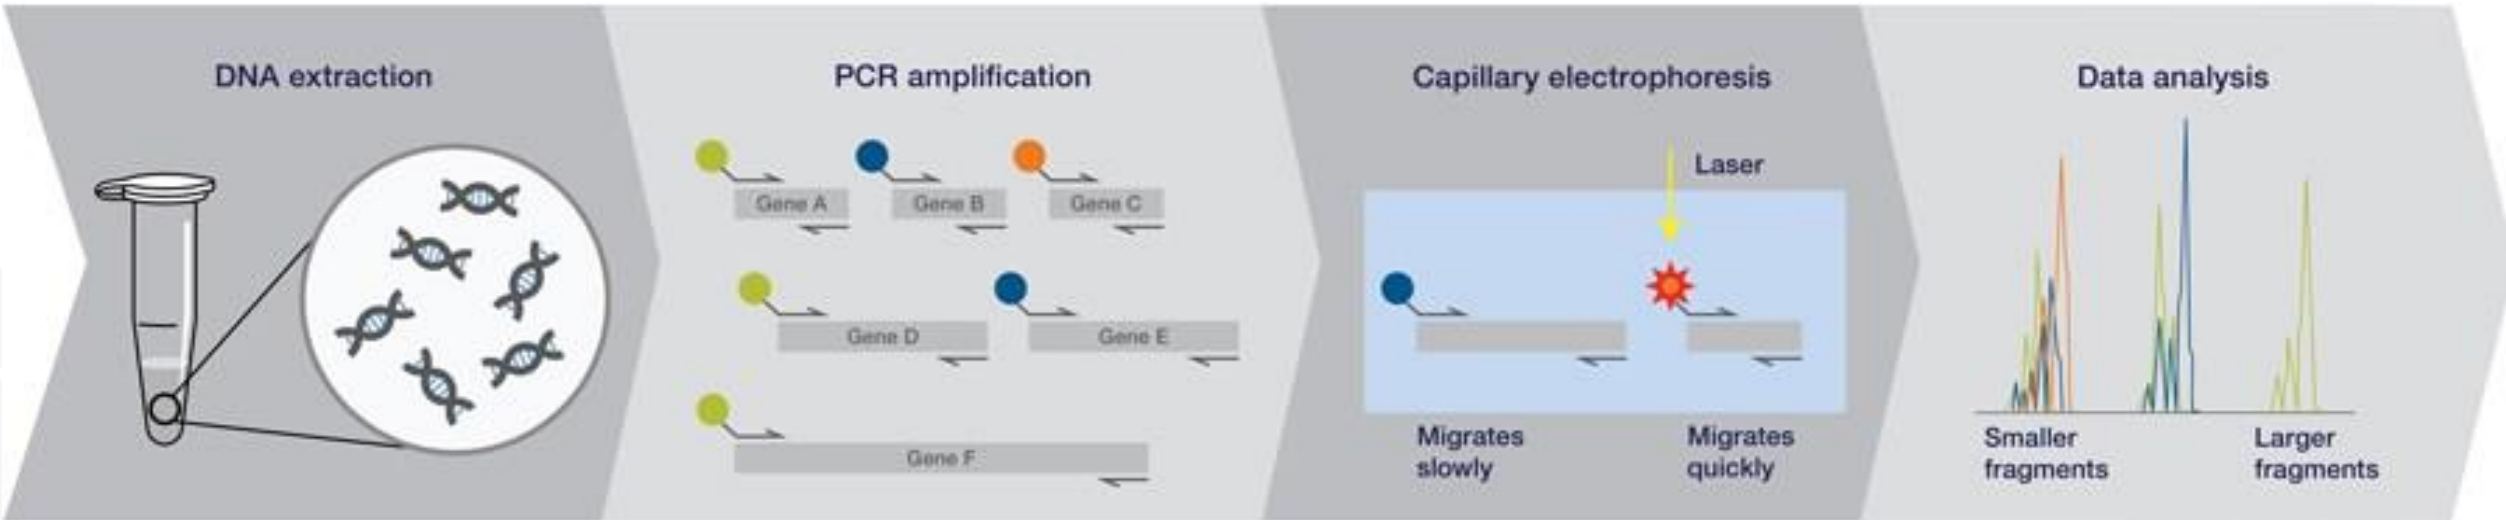 DNA extraction
PCR amplification
Capillary electrophoresis
Data analysis
Gene A
Gene B
Gene C
Gene D
Gene E
Gene F
Laser
Migrates
slowly
Migrates
quickly
Smaller
fragments
Larger
fragments